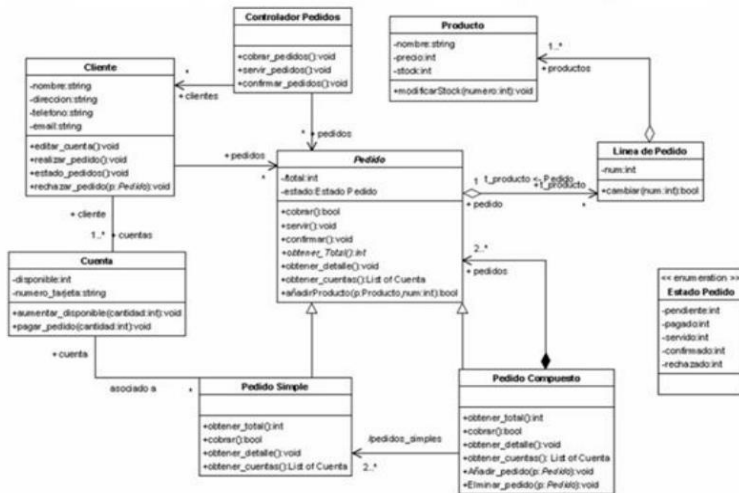 Controlador Pedidos
+cobrar_pedidos():void
+servir_pedidos():void
+confirmar_pedidos():void
Producto
-nombre:string
-precio:int
-stock:int
+modificarStock(numero:int):void
1..*
+ productos
Cliente
-nombre:string
-direccion:string
-telefono:string
-email:string
+editar_cuenta():void
+realizar_pedido():void
+estado_pedidos():void
+rechazar_pedido(p:Pedido):void
*
+ clientes
* + pedidos
+ pedidos
*
Pedido
-/total:int
-estado:Estado Pedido
+cobrar():bool
+servir():void
+confirmar():void
+obtener_Total():int
+obtener_detalle():void
+obtener_cuentas():List of Cuenta
+añadirProducto(p:Producto,num:int):bool
1
+ pedido
t_producto <- Pedido
+t_producto
*
Linea de Pedido
-num:int
+cambiar(num:int):bool
+ cliente
1..* + cuentas
Cuenta
-disponible:int
-numero_tarjeta:string
+aumentar_disponible(cantidad:int):void
+pagar_pedido(cantidad:int):void
2..*
+ pedidos
<< enumeration >>
Estado Pedido
-pendiente:int
-pagado:int
-servido:int
-confirmado:int
-rechazado:int
+ cuenta
asociado a *
Pedido Simple
+obtener_total():int
+cobrar():bool
+obtener_detalle():void
+obtener_cuentas():List of Cuenta
/pedidos_simples
2..*
Pedido Compuesto
+obtener_total():int
+cobrar():bool
+obtener_detalle():void
+obtener_cuentas(): List of Cuenta
+Añadir_pedido(p:Pedido):void
+Elminar_pedido(p:Pedido):void